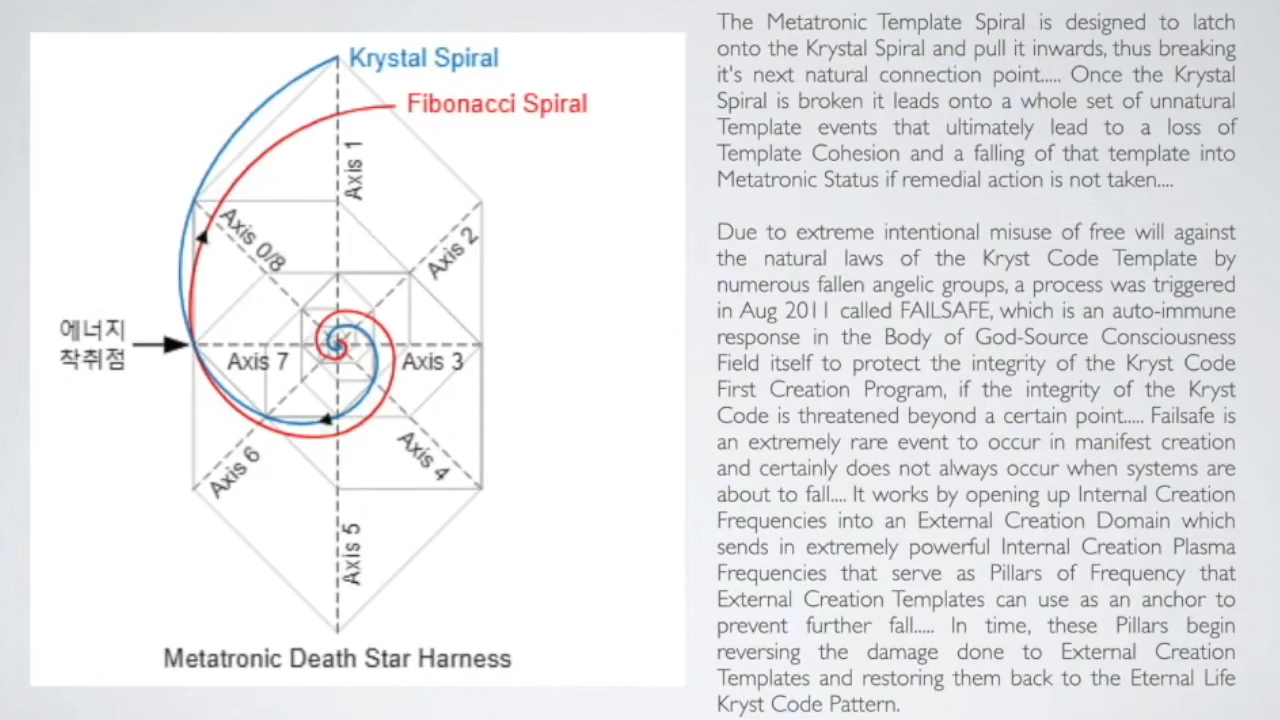 Krystal Spiral
Fibonacci Spiral
Axis 1
Axis 2
Axis 0/8
에너지
착취점
Axis 7
Axis 3
Axis 6
Axis 4
Axis 5
Metatronic Death Star Harness
The Metatronic Template Spiral is designed to latch
onto the Krystal Spiral and pull it inwards, thus breaking
it's next natural connection point..... Once the Krystal
Spiral is broken it leads onto a whole set of unnatural
Template events that ultimately lead to a loss of
Template Cohesion and a falling of that template into
Metatronic Status if remedial action is not taken....
Due to extreme intentional misuse of free will against
the natural laws of the Kryst Code Template by
numerous fallen angelic groups, a process was triggered
in Aug 2011 called FAILSAFE, which is an auto-immune
response in the Body of God-Source Consciousness
Field itself to protect the integrity of the Kryst Code
First Creation Program, if the integrity of the Kryst
Code is threatened beyond a certain point..... Failsafe is
an extremely rare event to occur in manifest creation
and certainly does not always occur when systems are
about to fall.... It works by opening up Internal Creation
Frequencies into an External Creation Domain which
sends in extremely powerful Internal Creation Plasma
Frequencies that serve as Pillars of Frequency that
External Creation Templates can use as an anchor to
prevent further fall..... In time, these Pillars begin
reversing the damage done to External Creation
Templates and restoring them back to the Eternal Life
Kryst Code Pattern.